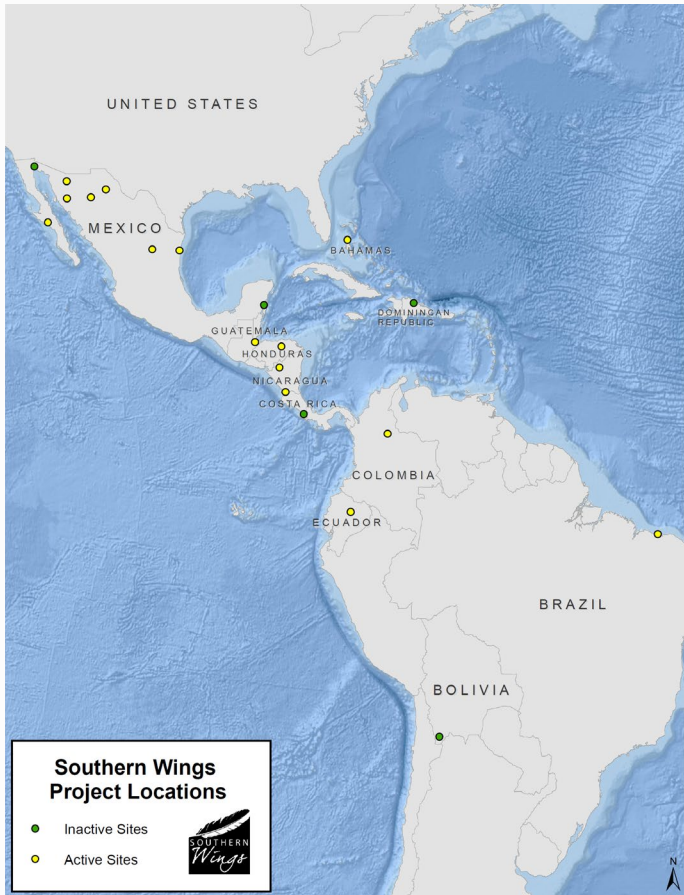 UNITED STATES
MEXICO
BAHAMAS
DOMININCAN
REPUBLIC
GUATEMALA
HONDURAS
NICARAGUA
COSTA RICA
COLOMBIA
ECUADOR
BRAZIL
BOLIVIA
Southern Wings
Project Locations
Inactive Sites
Active Sites
SOUTHERN
Wings
N